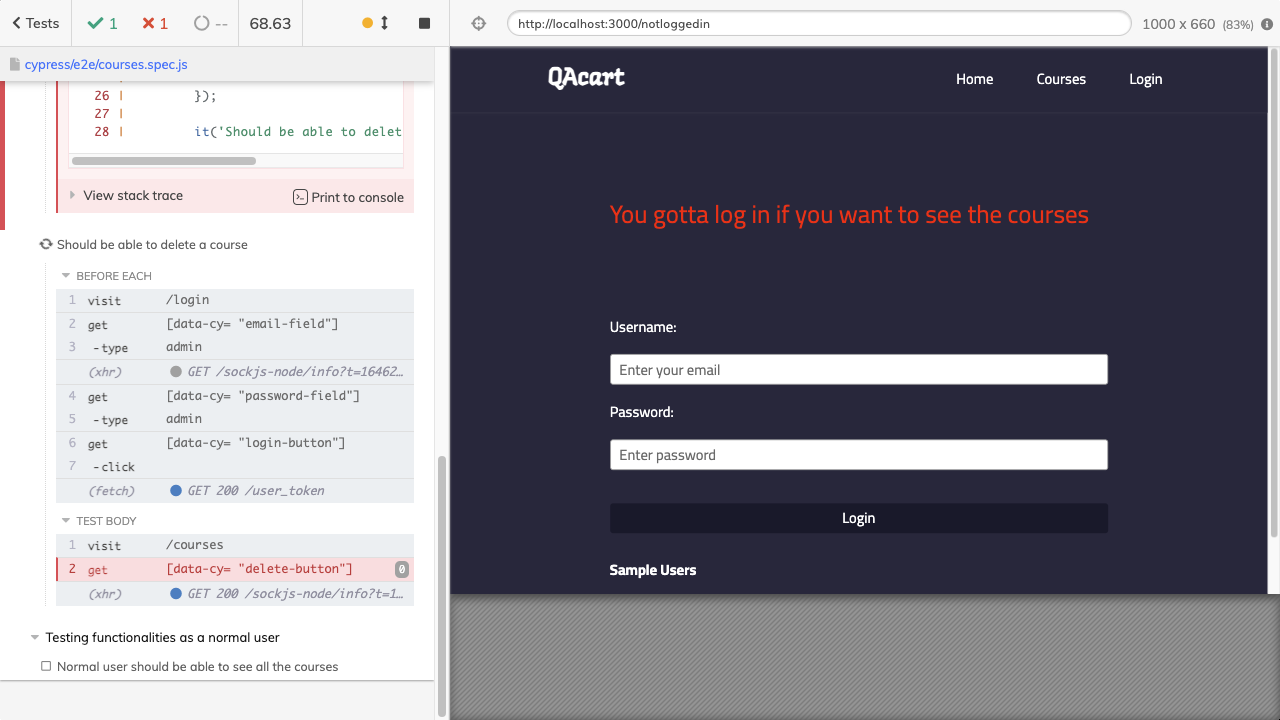 Tests
1
1
--
68.63
http://localhost:3000/notloggedin
1000 x 660 (83%)
cypress/e2e/courses.spec.js
26 | });
27 |
28 | it('Should be able to delet
View stack trace
Print to console
Should be able to delete a course
BEFORE EACH
1 visit /login
2 get [data-cy= "email-field"]
3 -type admin
(xhr) GET /sockjs-node/info?t=16462…
4 get [data-cy= "password-field"]
5 -type admin
6 get [data-cy= "login-button"]
7 -click
(fetch) GET 200 /user_token
TEST BODY
1 visit /courses
2 get [data-cy= "delete-button"] 0
(xhr) GET 200 /sockjs-node/info?t=1…
Testing functionalities as a normal user
Normal user should be able to see all the courses
QAcart
Home
Courses
Login
You gotta log in if you want to see the courses
Username:
Enter your email
Password:
Enter password
Login
Sample Users